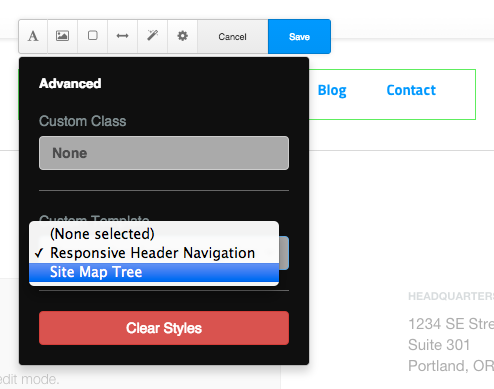 A
Cancel
Save
Advanced
Blog
Contact
Custom Class
None
Custom Template
(None selected)
✓ Responsive Header Navigation
Site Map Tree
Clear Styles
HEADQUARTERS
1234 SE Stre
Suite 301
Portland, OR
edit mode.